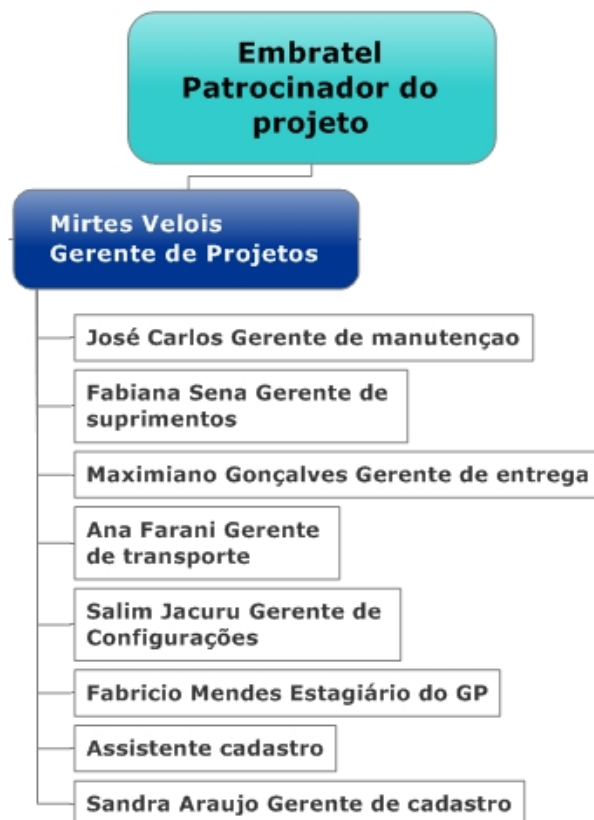 Embratel
Patrocinador do
projeto
Mirtes Velois
Gerente de Projetos
José Carlos Gerente de manutençao
Fabiana Sena Gerente de
suprimentos
Maximiano Gonçalves Gerente de entrega
Ana Farani Gerente
de transporte
Salim Jacuru Gerente de
Configurações
Fabricio Mendes Estagiário do GP
Assistente cadastro
Sandra Araujo Gerente de cadastro